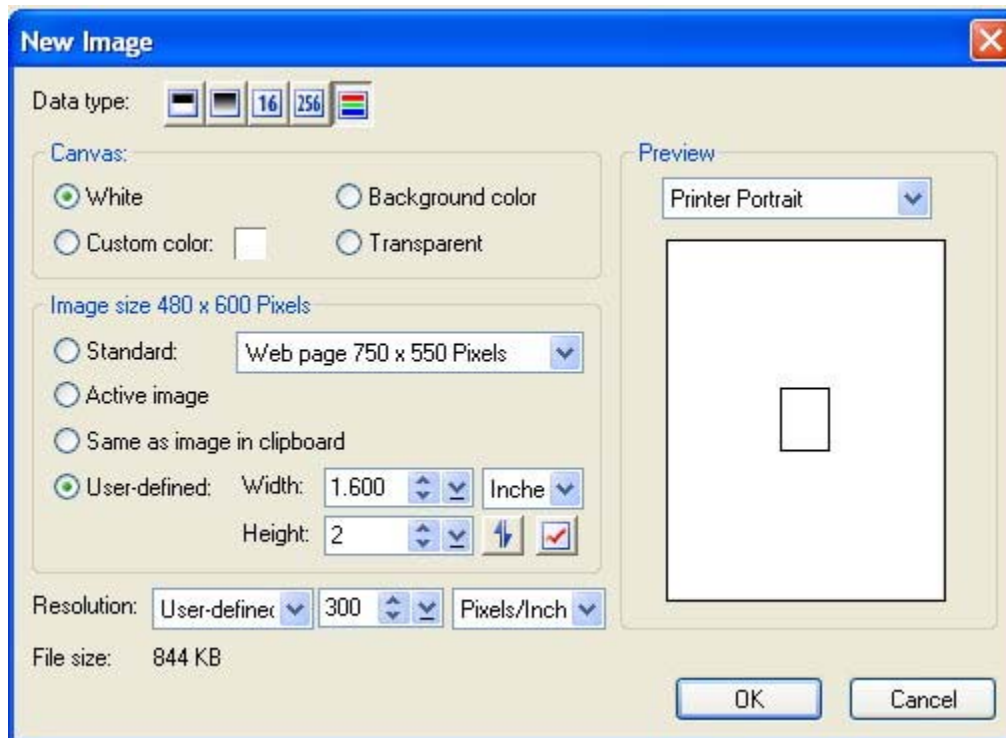 New Image
Data type: 16 256
Canvas:
White Background color
Custom color: Transparent
Preview
Printer Portrait
Image size 480 x 600 Pixels
Standard: Web page 750 x 550 Pixels
Active image
Same as image in clipboard
User-defined: Width: 1.600 Inche
Height: 2
Resolution: User-define 300 Pixels/Inch
File size: 844 KB
OK Cancel